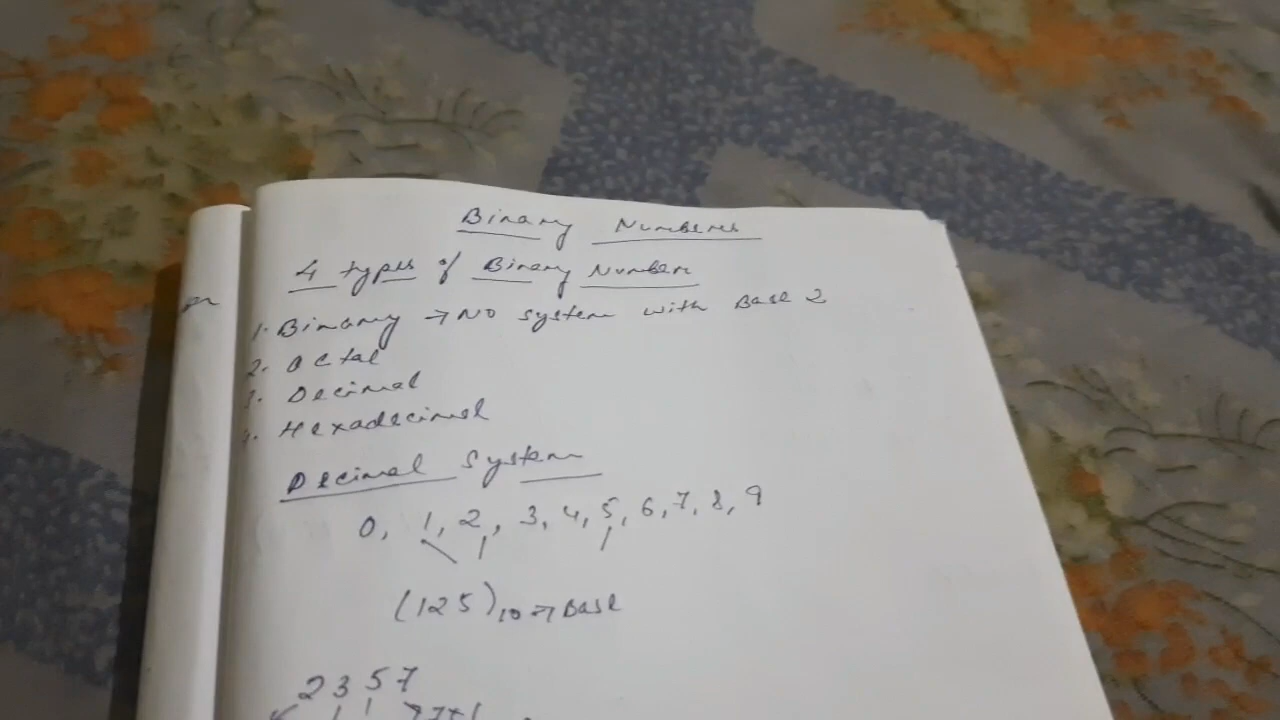 Binary Numbers
4 types of Binary Number
1. Binary → NO system with Base 2
2. Octal
3. Decimal
4. Hexadecimal
Decimal System
0, 1, 2, 3, 4, 5, 6, 7, 8, 9
(125)10 → Base
2357